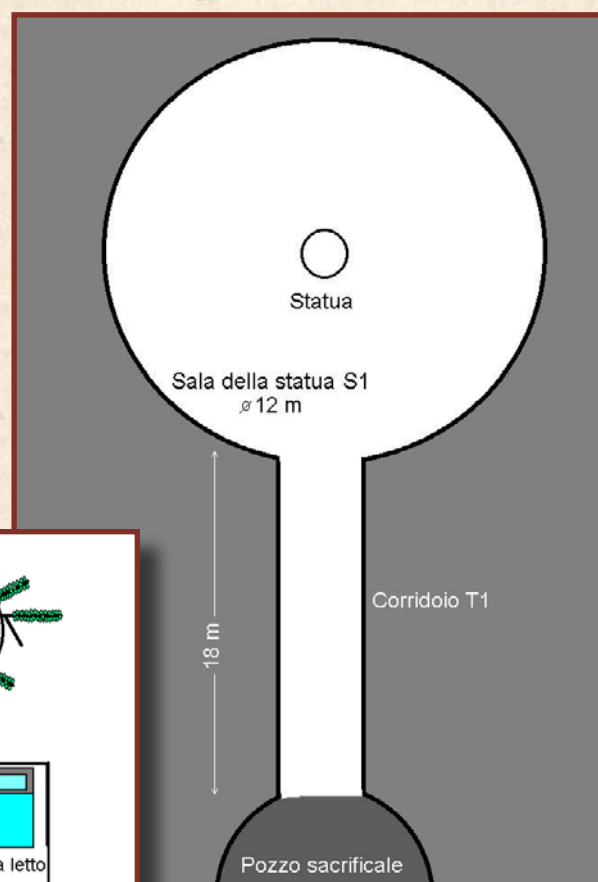 Statua
Sala della statua S1
ø 12 m
Corridoio T1
18 m
a letto
Pozzo sacrificale